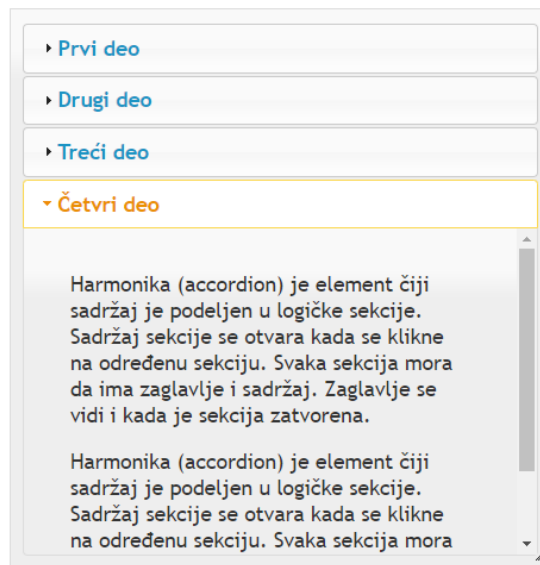 Prvi deo
Drugi deo
Treći deo
Četvri deo
Harmonika (accordion) je element čiji
sadržaj je podeljen u logičke sekcije.
Sadržaj sekcije se otvara kada se klikne
na određenu sekciju. Svaka sekcija mora
da ima zaglavlje i sadržaj. Zaglavlje se
vidi i kada je sekcija zatvorena.
Harmonika (accordion) je element čiji
sadržaj je podeljen u logičke sekcije.
Sadržaj sekcije se otvara kada se klikne
na određenu sekciju. Svaka sekcija mora